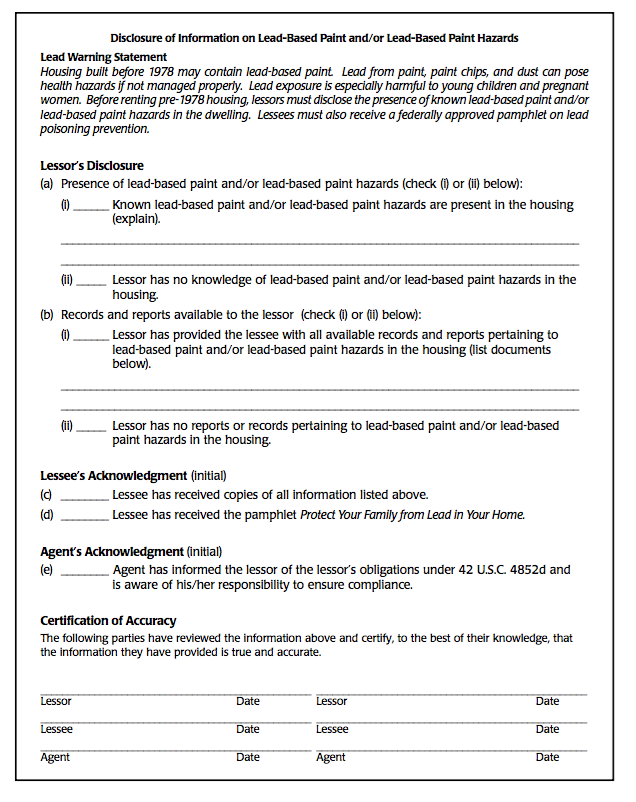 Disclosure of Information on Lead-Based Paint and/or Lead-Based Paint Hazards
Lead Warning Statement
Housing built before 1978 may contain lead-based paint. Lead from paint, paint chips, and dust can pose
health hazards if not managed properly. Lead exposure is especially harmful to young children and pregnant
women. Before renting pre-1978 housing, lessors must disclose the presence of known lead-based paint and/or
lead-based paint hazards in the dwelling. Lessees must also receive a federally approved pamphlet on lead
poisoning prevention.
Lessor's Disclosure
(a) Presence of lead-based paint and/or lead-based paint hazards (check (i) or (ii) below):
(i) ______ Known lead-based paint and/or lead-based paint hazards are present in the housing
(explain).
(ii) _____ Lessor has no knowledge of lead-based paint and/or lead-based paint hazards in the
housing.
(b) Records and reports available to the lessor (check (i) or (ii) below):
(i) ______ Lessor has provided the lessee with all available records and reports pertaining to
lead-based paint and/or lead-based paint hazards in the housing (list documents
below).
(ii) _____ Lessor has no reports or records pertaining to lead-based paint and/or lead-based
paint hazards in the housing.
Lessee's Acknowledgment (initial)
(c) ________ Lessee has received copies of all information listed above.
(d) ________ Lessee has received the pamphlet Protect Your Family from Lead in Your Home.
Agent's Acknowledgment (initial)
(e) ________ Agent has informed the lessor of the lessor's obligations under 42 U.S.C. 4852d and
is aware of his/her responsibility to ensure compliance.
Certification of Accuracy
The following parties have reviewed the information above and certify, to the best of their knowledge, that
the information they have provided is true and accurate.
Lessor Date Lessor Date
Lessee Date Lessee Date
Agent Date Agent Date